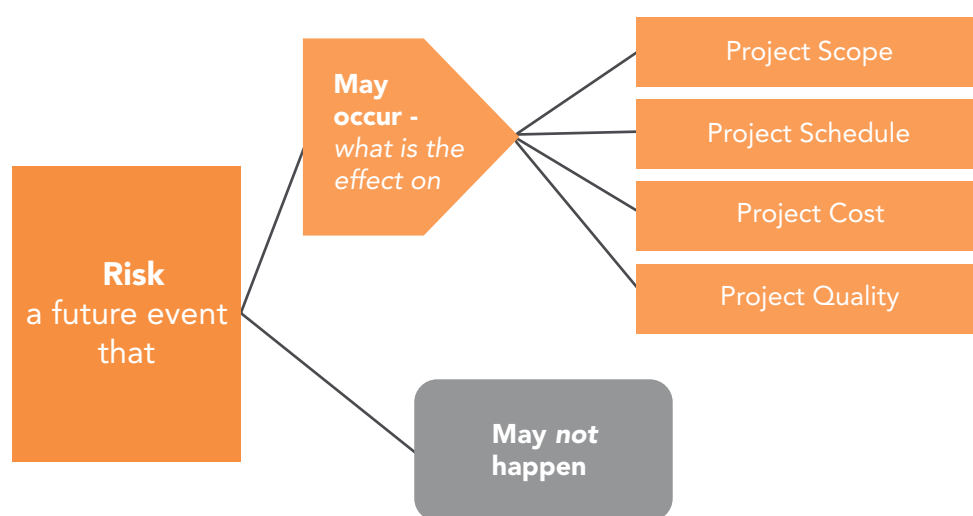 Risk
a future event
that
May
occur -
what is the
effect on
Project Scope
Project Schedule
Project Cost
Project Quality
May not
happen